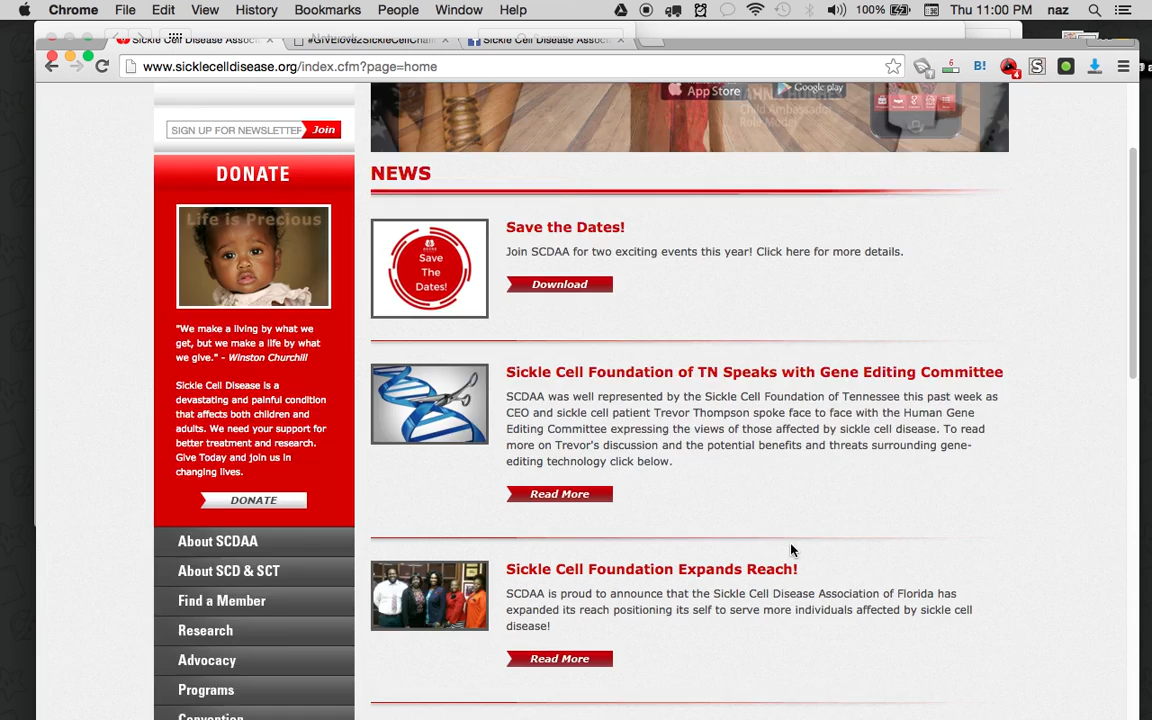 Chrome File Edit View History Bookmarks People Window Help 100% Thu 11:00 PM naz
Sickle Cell Disease Assoc #GIVElove2SickleCellChall Sickle Cell Disease Assoc
www.sicklecelldisease.org/index.cfm?page=home
6 B! 4 S
App Store Google play
Child Ambassador
Role Model
SIGN UP FOR NEWSLETTER Join
DONATE
Life is Precious
"We make a living by what we
get, but we make a life by what
we give." - Winston Churchill
Sickle Cell Disease is a
devastating and painful condition
that affects both children and
adults. We need your support for
better treatment and research.
Give Today and join us in
changing lives.
DONATE
About SCDAA
About SCD & SCT
Find a Member
Research
Advocacy
Programs
Convention
NEWS
Save
The
Dates!
Save the Dates!
Join SCDAA for two exciting events this year! Click here for more details.
Download
Sickle Cell Foundation of TN Speaks with Gene Editing Committee
SCDAA was well represented by the Sickle Cell Foundation of Tennessee this past week as
CEO and sickle cell patient Trevor Thompson spoke face to face with the Human Gene
Editing Committee expressing the views of those affected by sickle cell disease. To read
more on Trevor's discussion and the potential benefits and threats surrounding gene-
editing technology click below.
Read More
Sickle Cell Foundation Expands Reach!
SCDAA is proud to announce that the Sickle Cell Disease Association of Florida has
expanded its reach positioning its self to serve more individuals affected by sickle cell
disease!
Read More